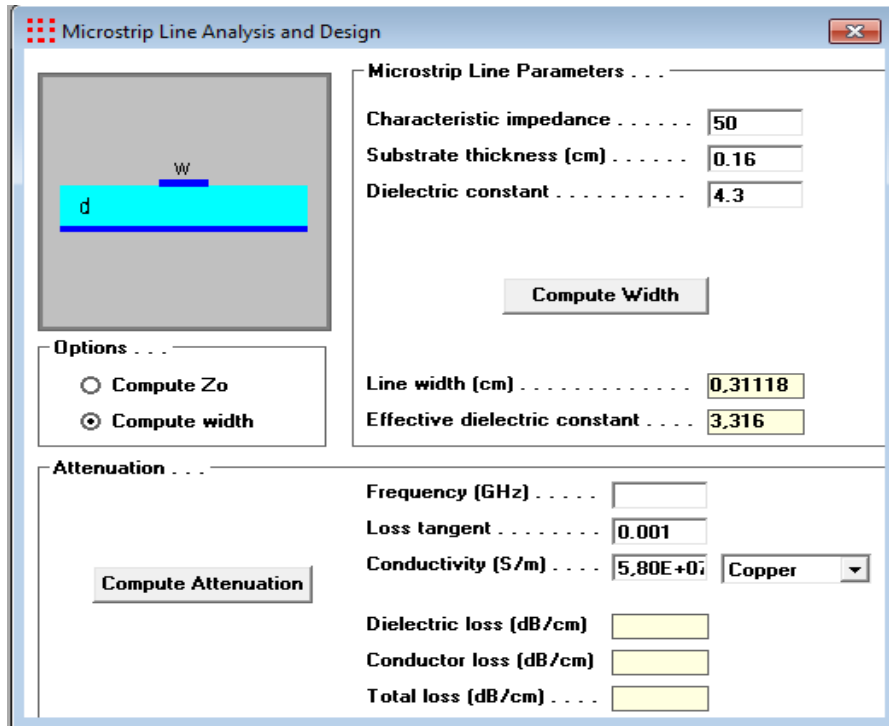 Microstrip Line Analysis and Design
w
d
Microstrip Line Parameters . . .
Characteristic impedance . . . . . . 50
Substrate thickness (cm) . . . . . . 0.16
Dielectric constant . . . . . . . . . . 4.3
Compute Width
Line width (cm) . . . . . . . . . . . . . 0,31118
Effective dielectric constant . . . . 3,316
Options . . .
Compute Zo
Compute width
Attenuation . . .
Compute Attenuation
Frequency (GHz) . . . . .
Loss tangent . . . . . . . . 0.001
Conductivity (S/m) . . . . 5,80E+07 Copper
Dielectric loss (dB/cm)
Conductor loss (dB/cm)
Total loss (dB/cm) . . . .